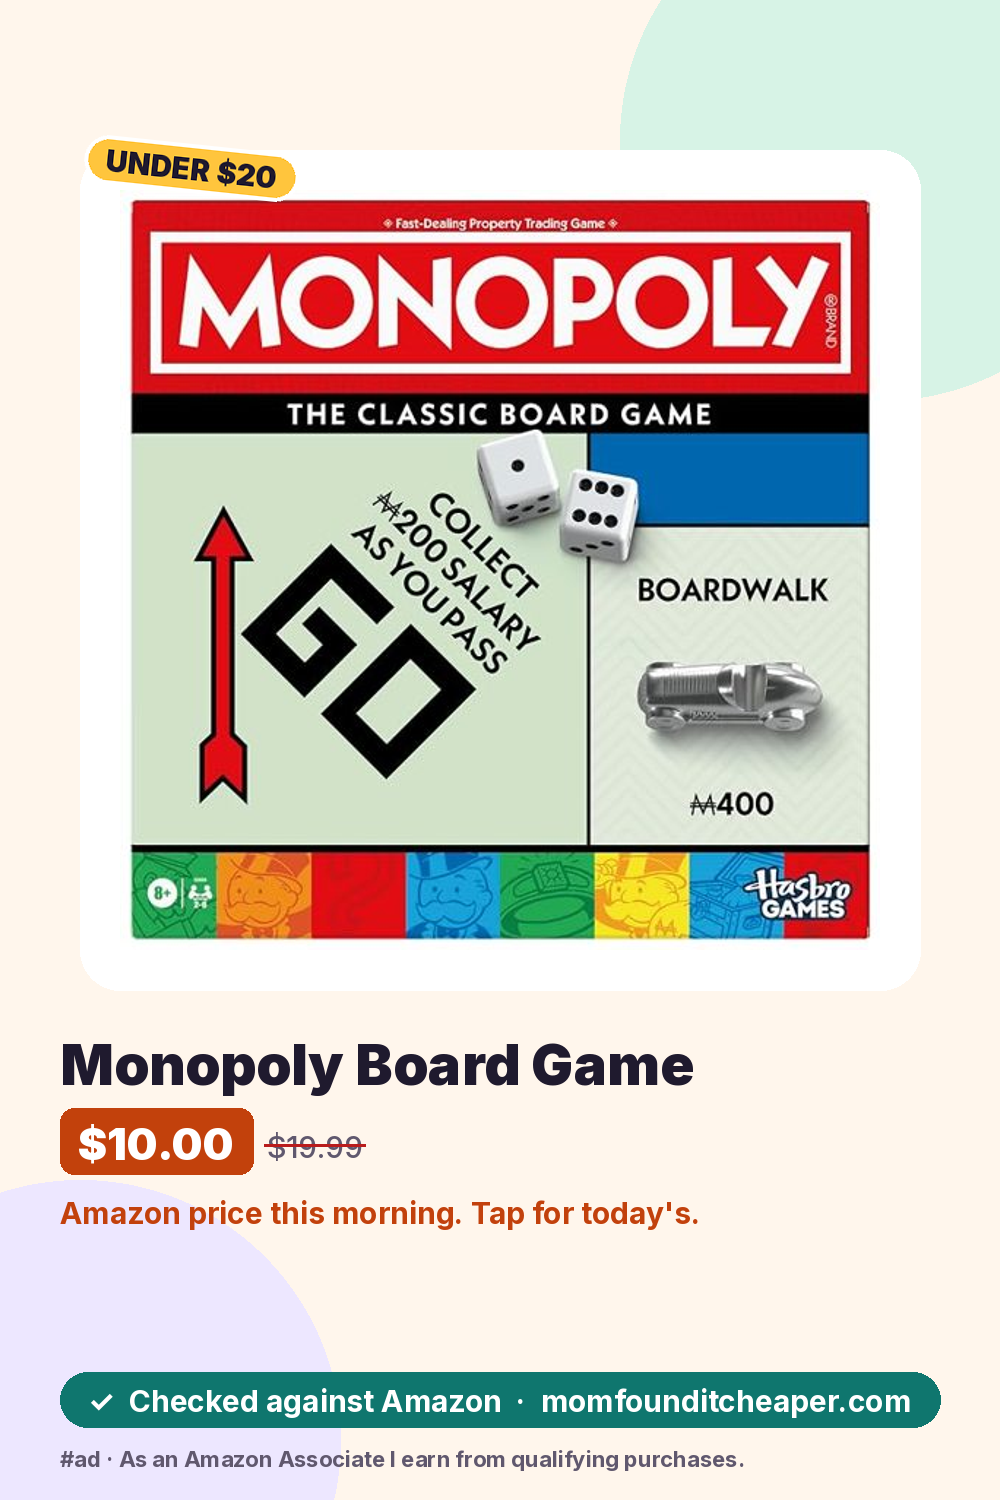 UNDER $20
◈ Fast-Dealing Property Trading Game ◈
MONOPOLY
®BRAND
THE CLASSIC BOARD GAME
COLLECT
₩200 SALARY
AS YOU PASS
GO
BOARDWALK
₩400
8+
2-6
Hasbro
GAMES
Monopoly Board Game
$10.00 $19.99
Amazon price this morning. Tap for today's.
✓ Checked against Amazon · momfounditcheaper.com
#ad · As an Amazon Associate I earn from qualifying purchases.